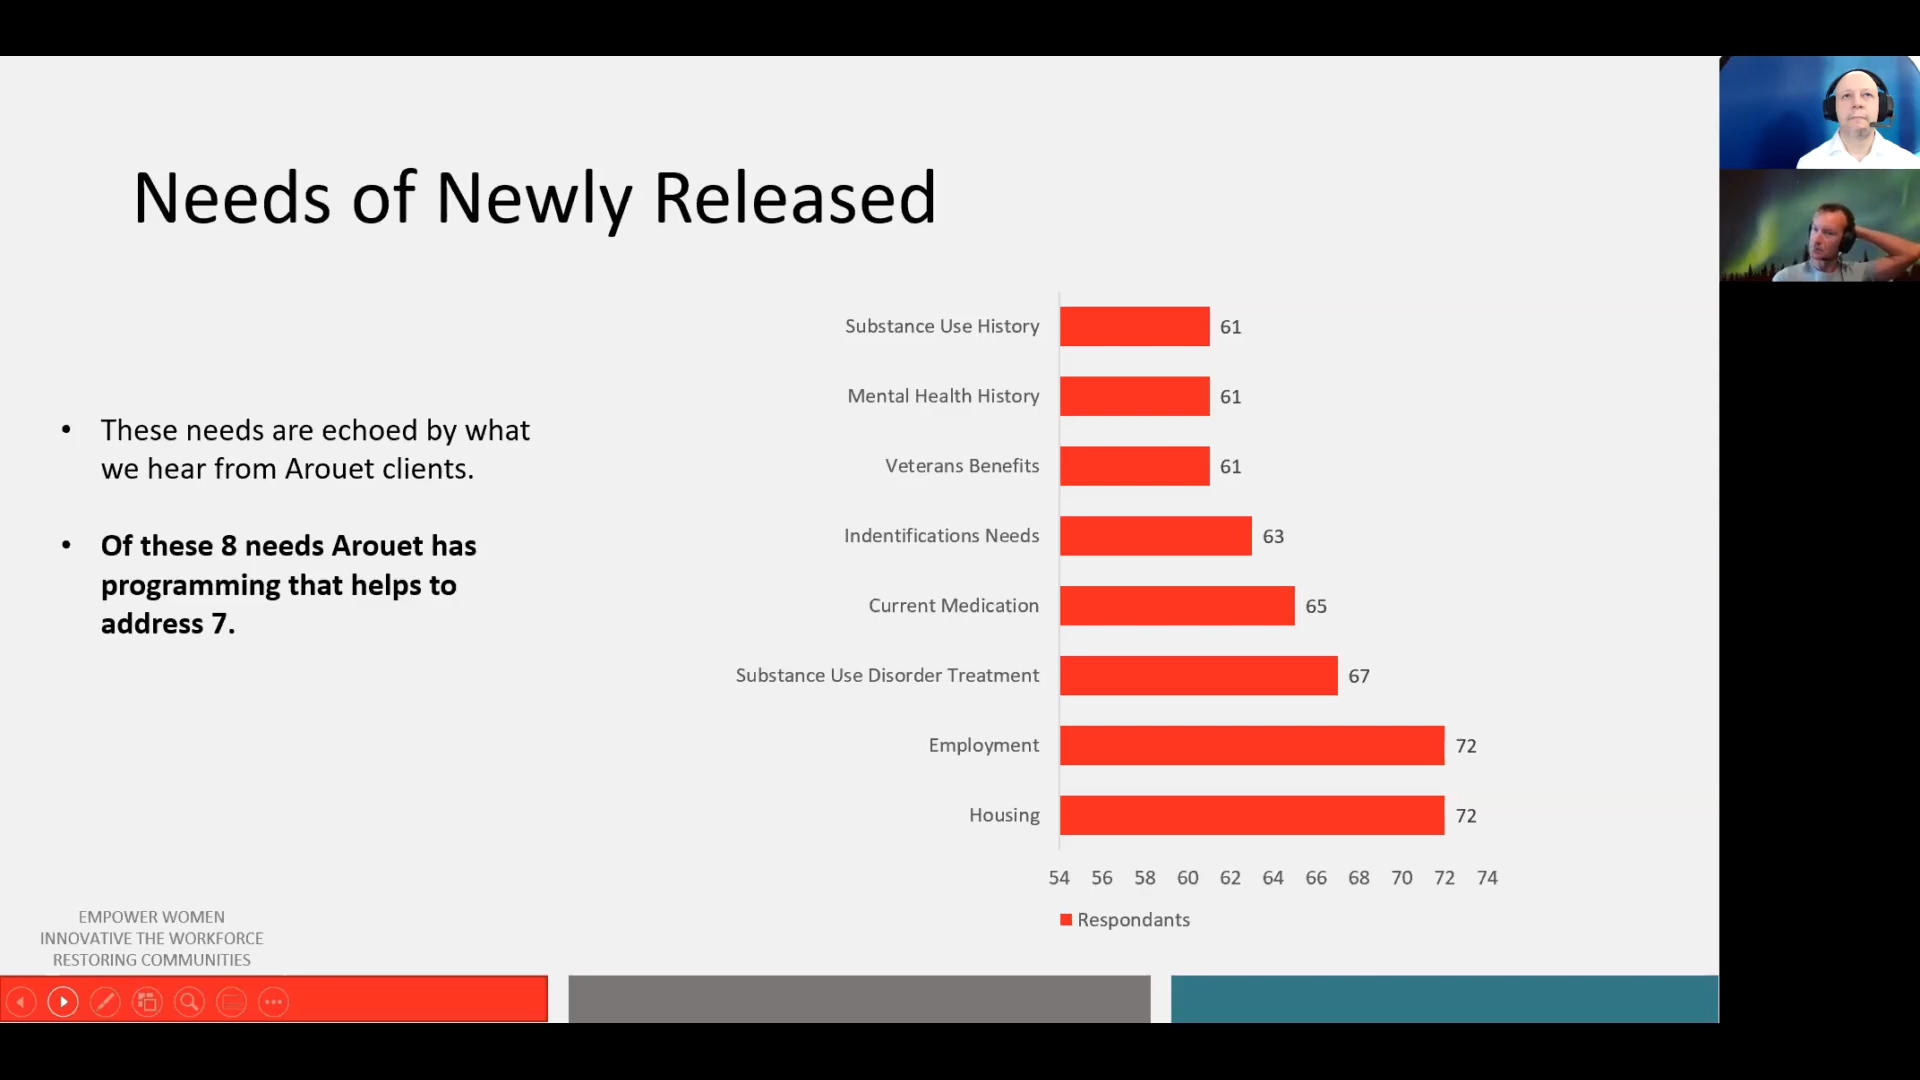 Needs of Newly Released
• These needs are echoed by what
we hear from Arouet clients.
• Of these 8 needs Arouet has
programming that helps to
address 7.
Substance Use History 61
Mental Health History 61
Veterans Benefits 61
Indentifications Needs 63
Current Medication 65
Substance Use Disorder Treatment 67
Employment 72
Housing 72
54 56 58 60 62 64 66 68 70 72 74
Respondants
EMPOWER WOMEN
INNOVATIVE THE WORKFORCE
RESTORING COMMUNITIES